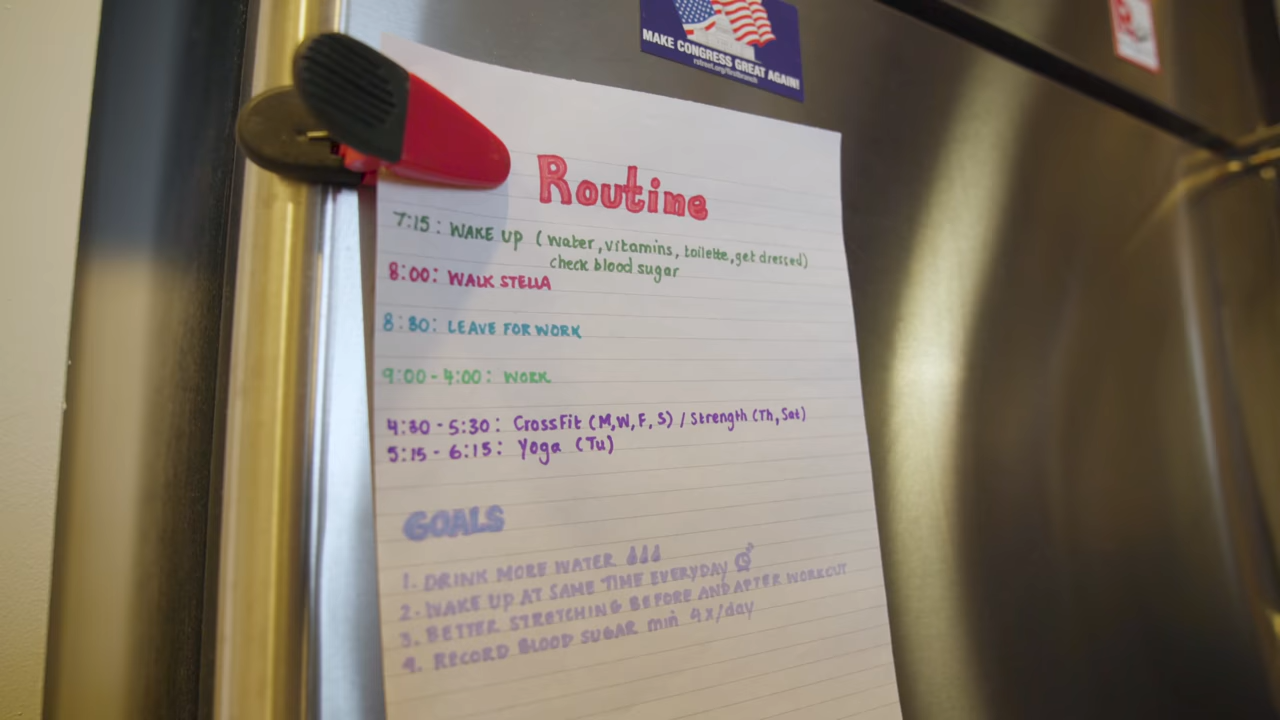 MAKE CONGRESS GREAT AGAIN!
Routine
7:15: WAKE UP (water, vitamins, toilette, get dressed)
check blood sugar
8:00: WALK STELLA
8:30: LEAVE FOR WORK
9:00-4:00: WORK
4:30-5:30: CrossFit (M,W,F,S) / Strength (Th, Sat)
5:15-6:15: Yoga (Tu)
GOALS
1. DRINK MORE WATER
2. WAKE UP AT SAME TIME EVERYDAY
3. BETTER STRETCHING BEFORE AND AFTER WORKOUT
4. RECORD BLOOD SUGAR min 4x/day